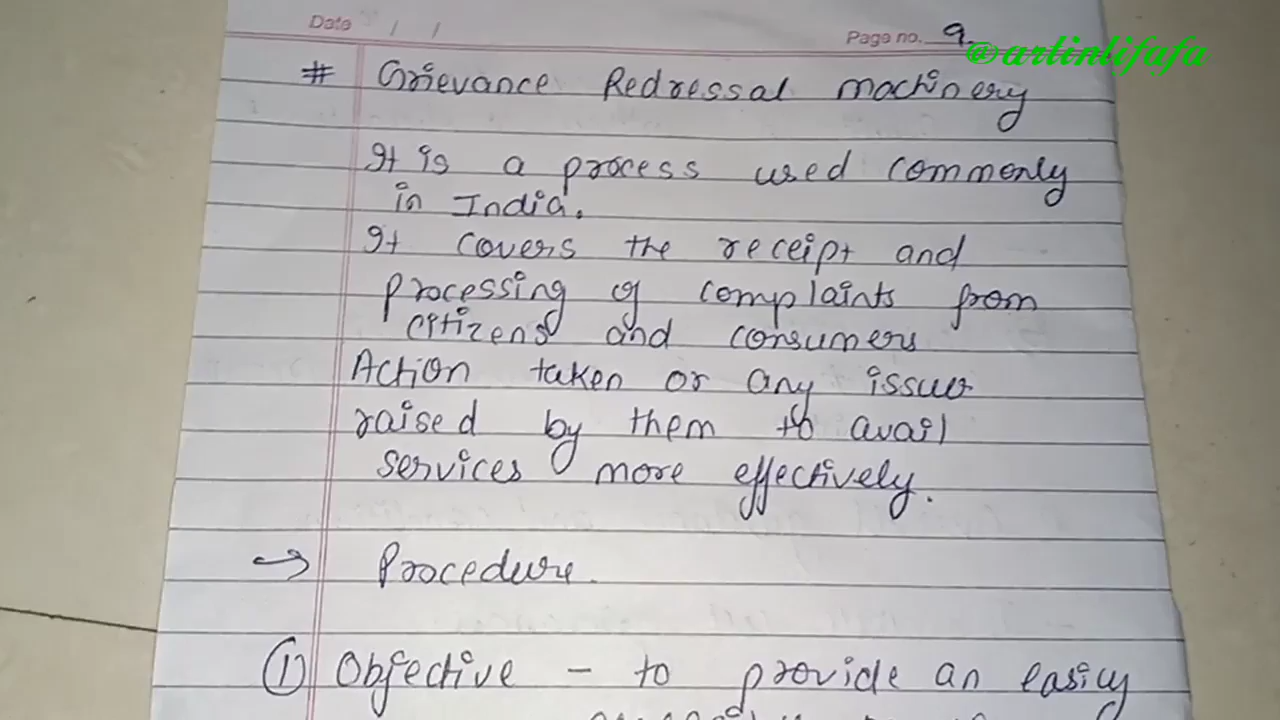 Date / /
Page no. 9.
@artinlifafa
# Grievance Redressal machinery
It is a process used commonly
in India.
It covers the receipt and
processing of complaints from
citizens and consumers
Action taken or any issue
raised by them to avail
services more effectively.
→ Procedure.
① Objective - to provide an easily